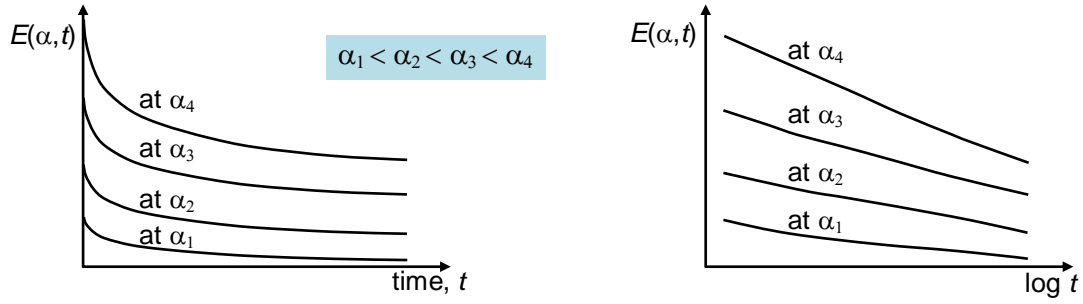 E(α,t)
α₁ < α₂ < α₃ < α₄
at α₄
at α₃
at α₂
at α₁
time, t
E(α,t)
at α₄
at α₃
at α₂
at α₁
log t